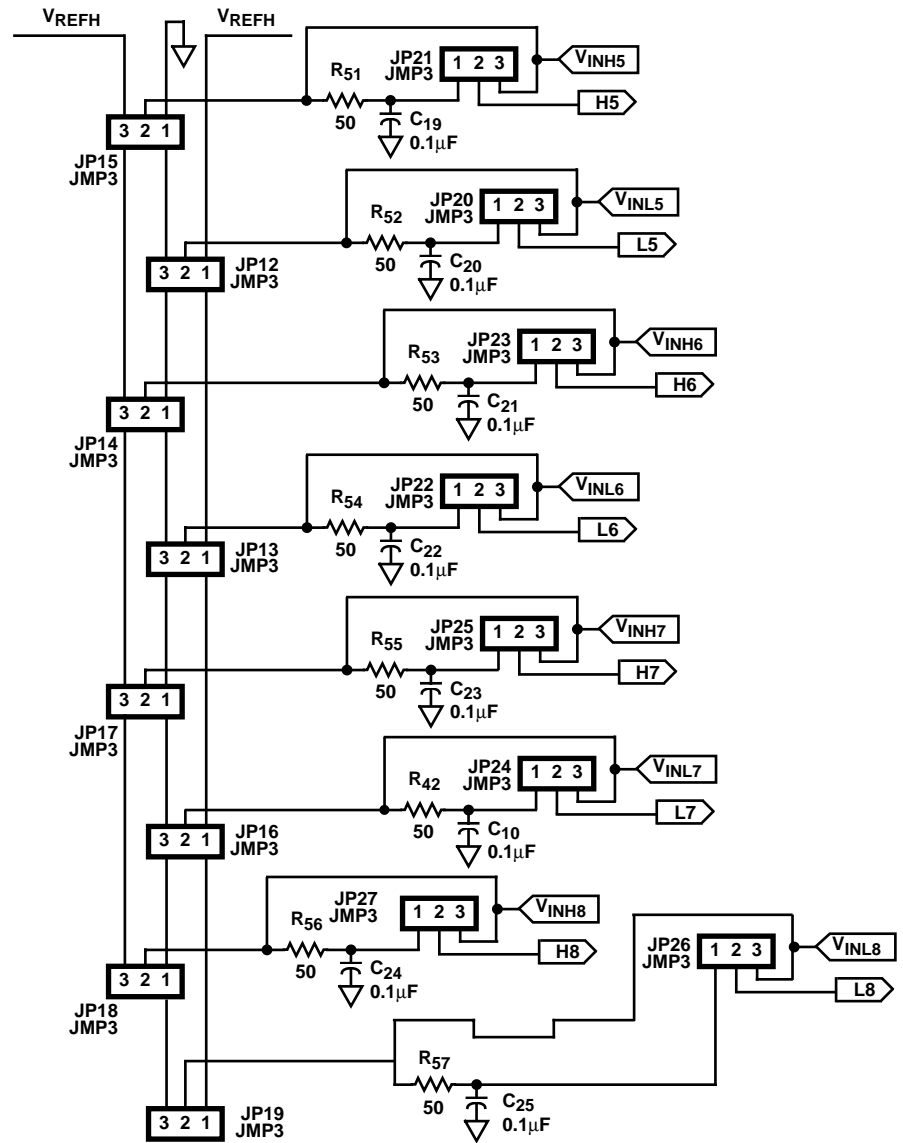 VREFH
VREFH
R51
50
C19
0.1µF
JP21
JMP3
1 2 3
VINH5
H5
3 2 1
JP15
JMP3
R52
50
C20
0.1µF
JP20
JMP3
1 2 3
VINL5
L5
3 2 1
JP12
JMP3
R53
50
C21
0.1µF
JP23
JMP3
1 2 3
VINH6
H6
3 2 1
JP14
JMP3
R54
50
C22
0.1µF
JP22
JMP3
1 2 3
VINL6
L6
3 2 1
JP13
JMP3
R55
50
C23
0.1µF
JP25
JMP3
1 2 3
VINH7
H7
3 2 1
JP17
JMP3
R42
50
C10
0.1µF
JP24
JMP3
1 2 3
VINL7
L7
3 2 1
JP16
JMP3
R56
50
C24
0.1µF
JP27
JMP3
1 2 3
VINH8
H8
3 2 1
JP18
JMP3
R57
50
C25
0.1µF
JP26
JMP3
1 2 3
VINL8
L8
3 2 1
JP19
JMP3